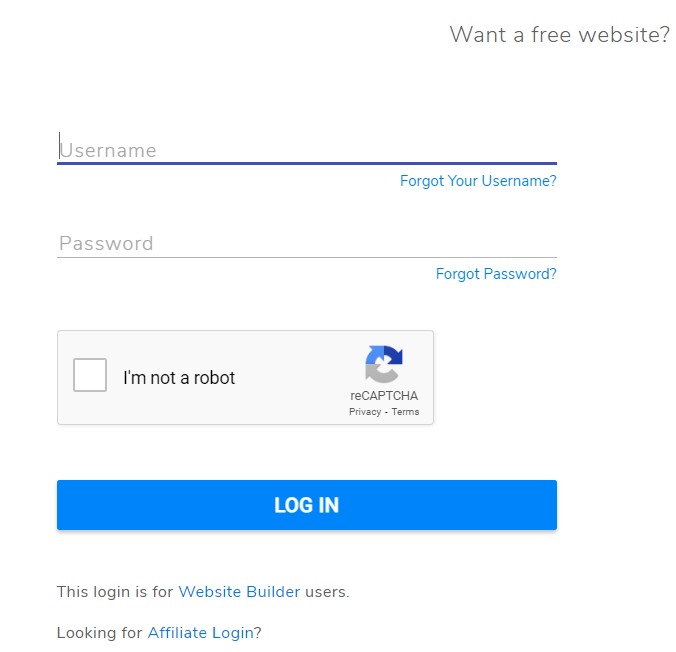 Want a free website?
Username
Forgot Your Username?
Password
Forgot Password?
I'm not a robot
reCAPTCHA
Privacy - Terms
LOG IN
This login is for Website Builder users.
Looking for Affiliate Login?